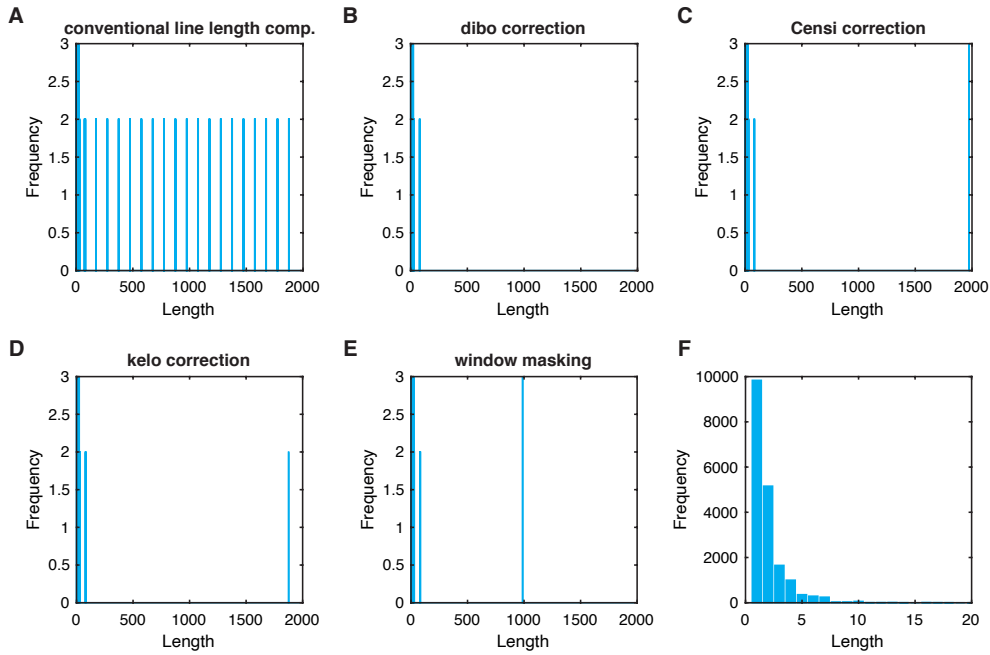 A
conventional line length comp.
3
2.5
2
1.5
1
0.5
0
Frequency
0 500 1000 1500 2000
Length
B
dibo correction
3
2.5
2
1.5
1
0.5
0
Frequency
0 500 1000 1500 2000
Length
C
Censi correction
3
2.5
2
1.5
1
0.5
0
Frequency
0 500 1000 1500 2000
Length
D
kelo correction
3
2.5
2
1.5
1
0.5
0
Frequency
0 500 1000 1500 2000
Length
E
window masking
3
2.5
2
1.5
1
0.5
0
Frequency
0 500 1000 1500 2000
Length
F
10000
8000
6000
4000
2000
0
Frequency
0 5 10 15 20
Length